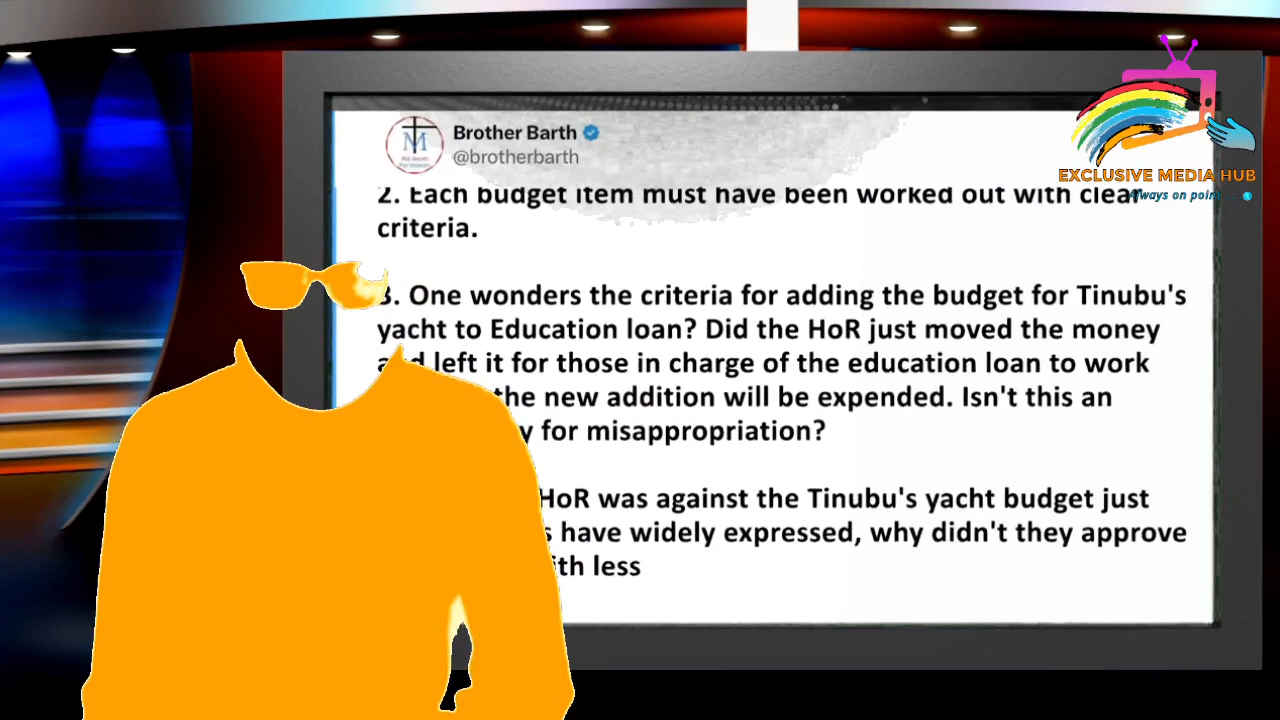 Brother Barth
@brotherbarth
EXCLUSIVE MEDIA HUB
Always on point
2. Each budget item must have been worked out with clear
criteria.
3. One wonders the criteria for adding the budget for Tinubu's
yacht to Education loan? Did the HoR just moved the money
left it for those in charge of the education loan to work
the new addition will be expended. Isn't this an
for misappropriation?
HoR was against the Tinubu's yacht budget just
have widely expressed, why didn't they approve
less